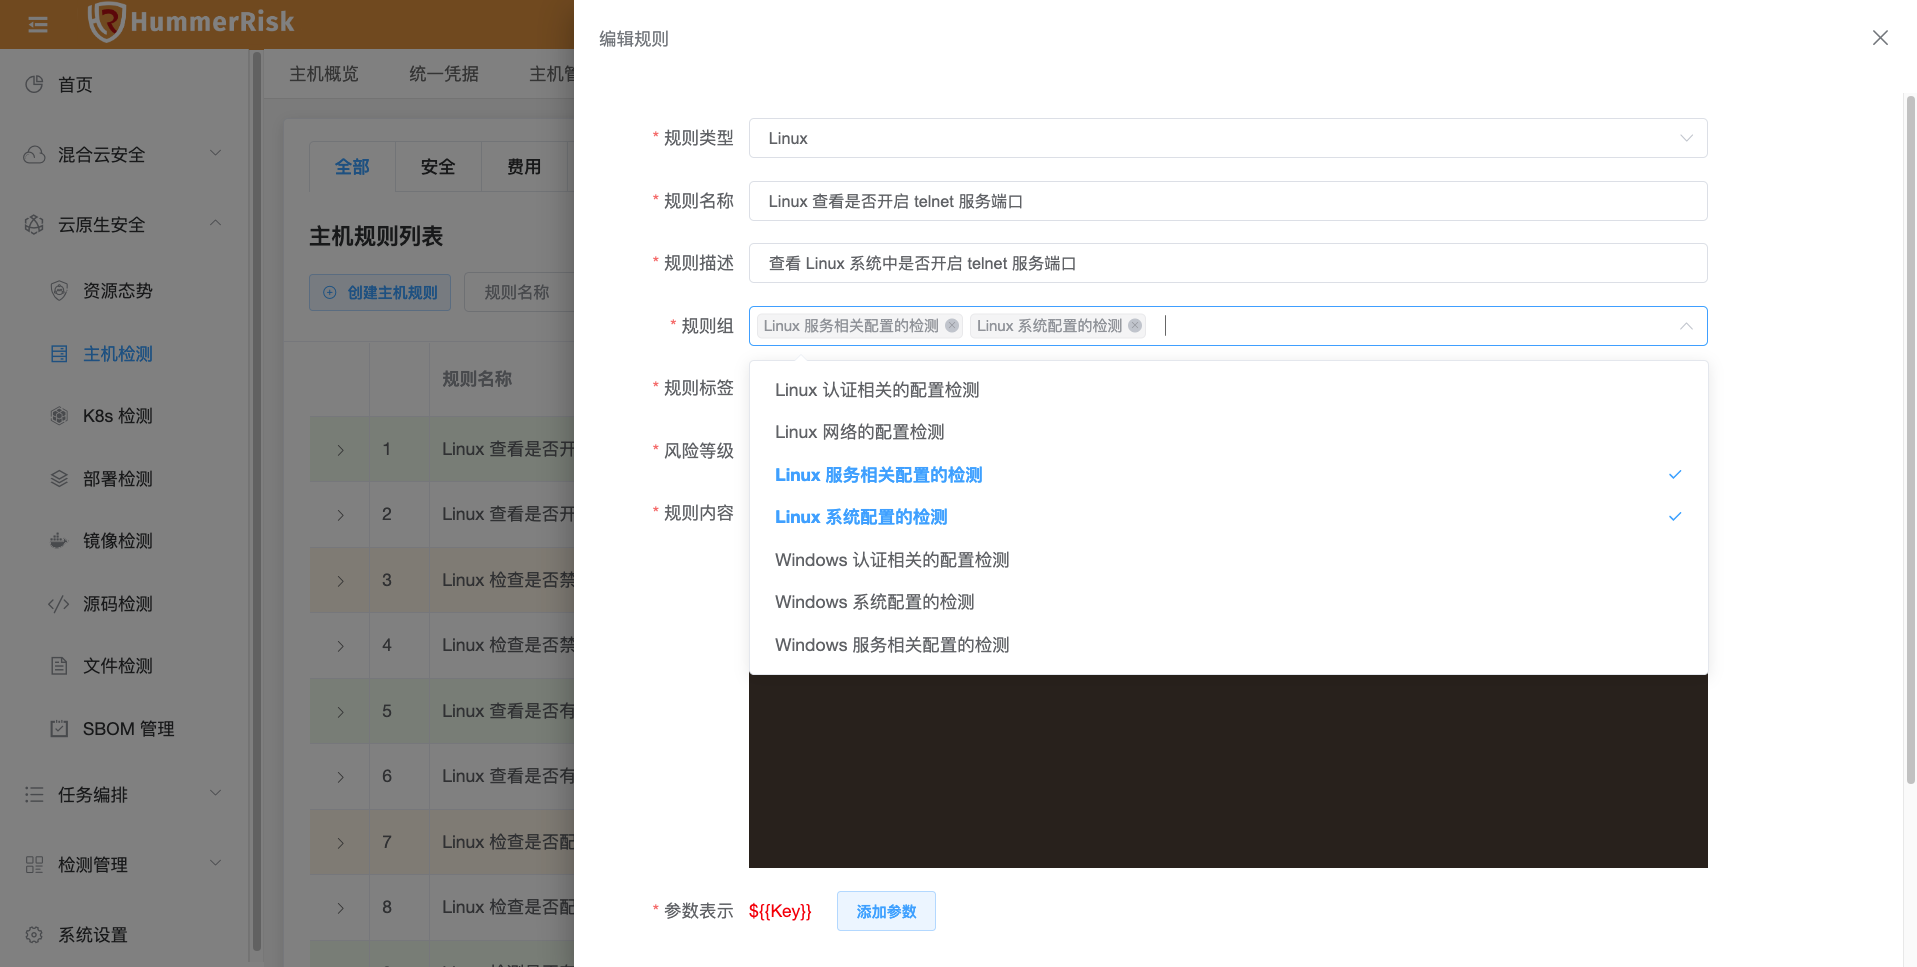 HummerRisk
首页
混合云安全
云原生安全
资源态势
主机检测
K8s 检测
部署检测
镜像检测
源码检测
文件检测
SBOM 管理
任务编排
检测管理
系统设置
主机概览 统一凭据 主机管
全部 安全 费用
主机规则列表
创建主机规则 规则名称
规则名称
1 Linux 查看是否开
2 Linux 查看是否开
3 Linux 检查是否禁
4 Linux 检查是否禁
5 Linux 查看是否有
6 Linux 查看是否有
7 Linux 检查是否配
8 Linux 检查是否配
编辑规则
* 规则类型 Linux
* 规则名称 Linux 查看是否开启 telnet 服务端口
* 规则描述 查看 Linux 系统中是否开启 telnet 服务端口
* 规则组 Linux 服务相关配置的检测 Linux 系统配置的检测
* 规则标签
* 风险等级
* 规则内容
Linux 认证相关的配置检测
Linux 网络的配置检测
Linux 服务相关配置的检测
Linux 系统配置的检测
Windows 认证相关的配置检测
Windows 系统配置的检测
Windows 服务相关配置的检测
* 参数表示 ${{Key}} 添加参数